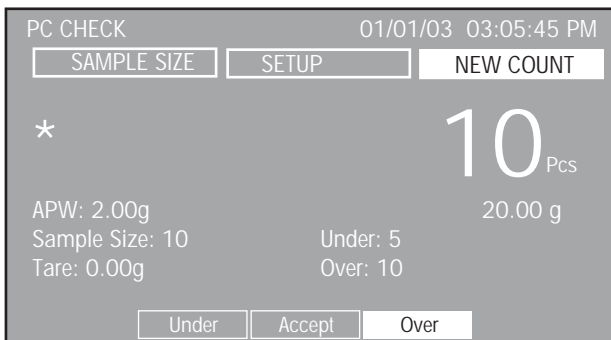 PC CHECK 01/01/03 03:05:45 PM
SAMPLE SIZE SETUP NEW COUNT
* 10 Pcs
APW: 2.00g 20.00 g
Sample Size: 10 Under: 5
Tare: 0.00g Over: 10
Under Accept Over